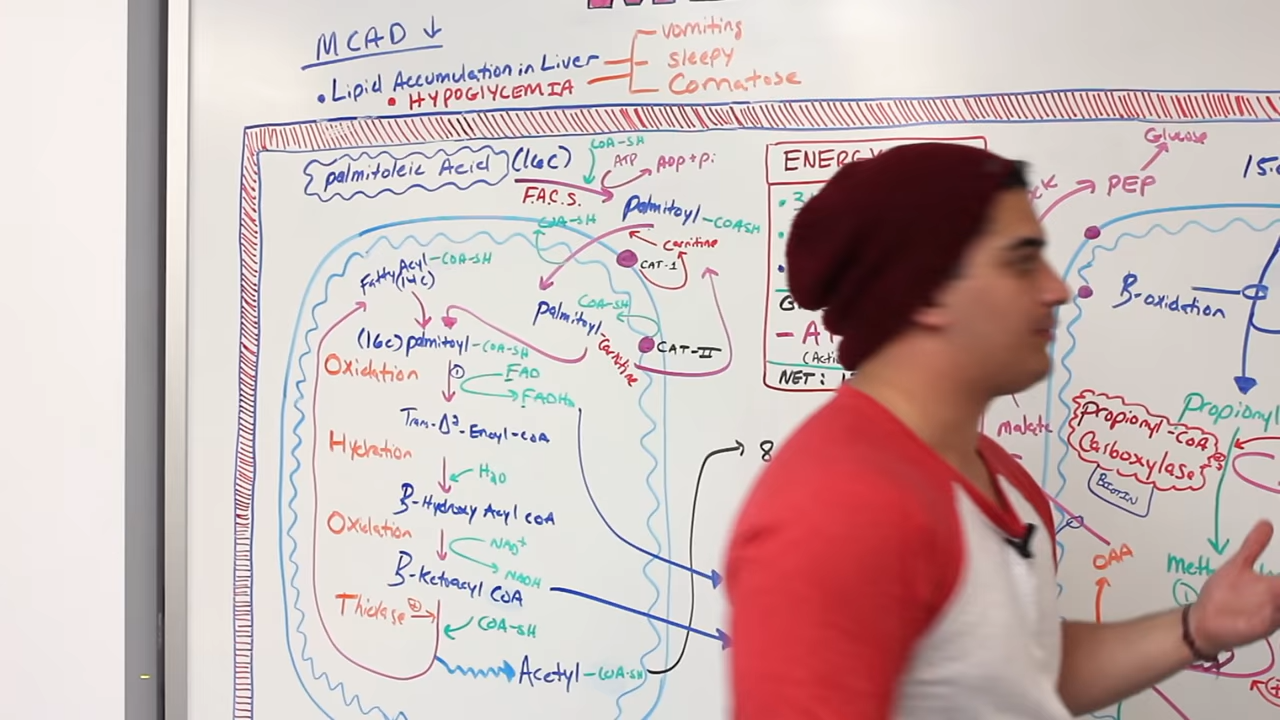 MCAD ↓
• Lipid Accumulation in Liver
• HYPOGLYCEMIA
vomiting
sleepy
Comatose
palmitoleic Acid (16C)
COA-SH
ATP
ADP+Pi
F.A.C.S.
palmitoyl-COASH
COA-SH
Carnitine
CAT-1
Fatty Acyl-COA-SH
(14C)
COA-SH
palmitoyl-Carnitine
CAT-II
(16C) palmitoyl-COA-SH
Oxidation
①
FAD
FADH₂
Trans-Δ²-Enoyl-COA
Hydration
H₂O
B-Hydroxy Acyl COA
Oxidation
NAD⁺
NADH
B-Ketoacyl COA
Thiolase
COA-SH
Acetyl-COA-SH
8
ENERGY
• 3
NET: 1
Glucose
PEP
15.
B-oxidation
Propionyl
Propionyl-COA
Carboxylase
BIOTIN
malate
OAA
meth
①